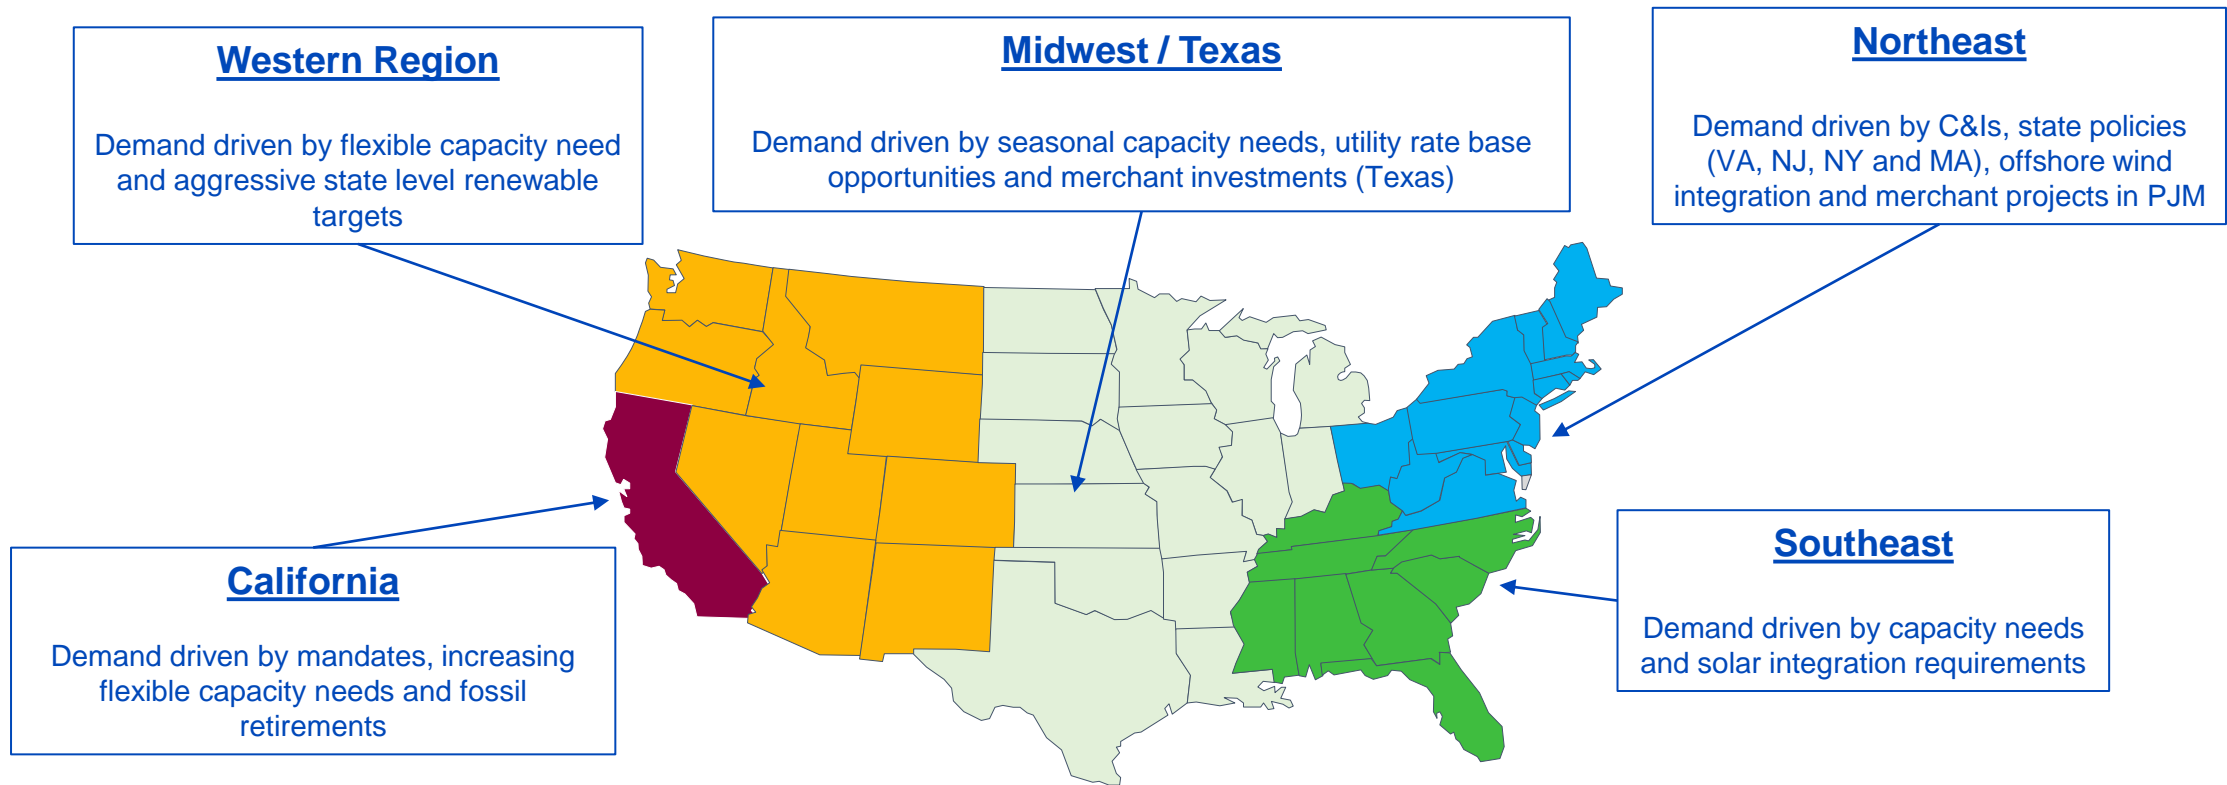 Western Region
Demand driven by flexible capacity need
and aggressive state level renewable
targets
Midwest / Texas
Demand driven by seasonal capacity needs, utility rate base
opportunities and merchant investments (Texas)
Northeast
Demand driven by C&Is, state policies
(VA, NJ, NY and MA), offshore wind
integration and merchant projects in PJM
California
Demand driven by mandates, increasing
flexible capacity needs and fossil
retirements
Southeast
Demand driven by capacity needs
and solar integration requirements